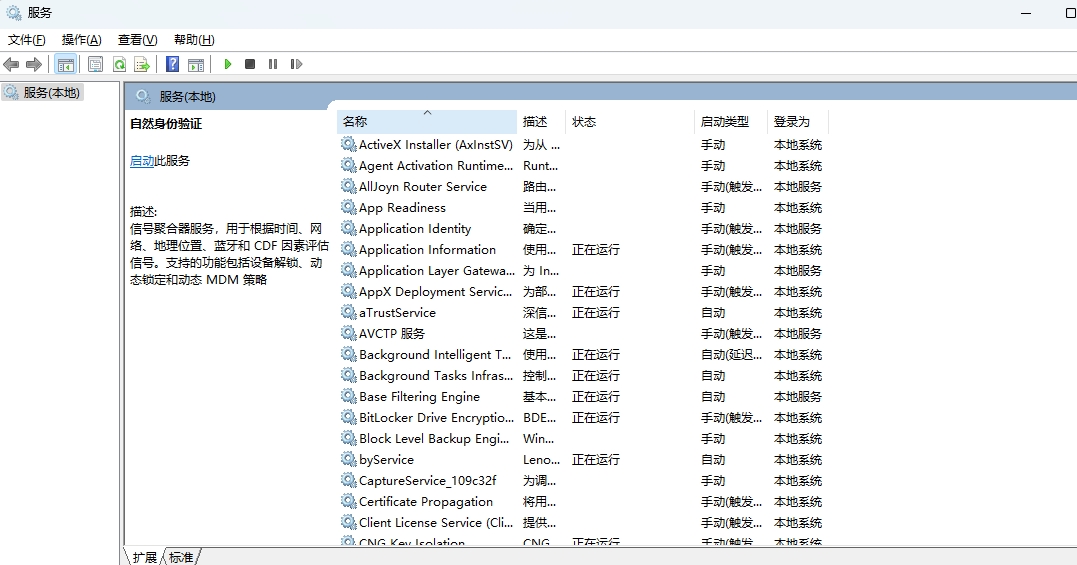 服务
文件(F) 操作(A) 查看(V) 帮助(H)
服务(本地)
服务(本地)
自然身份验证
启动此服务
描述:
信号聚合器服务，用于根据时间、网
络、地理位置、蓝牙和 CDF 因素评估
信号。支持的功能包括设备解锁、动
态锁定和动态 MDM 策略
名称 描述 状态 启动类型 登录为
ActiveX Installer (AxInstSV) 为从 ... 手动 本地系统
Agent Activation Runtime... Runt... 手动 本地系统
AllJoyn Router Service 路由... 手动(触发... 本地服务
App Readiness 当用... 手动 本地系统
Application Identity 确定... 手动(触发... 本地服务
Application Information 使用... 正在运行 手动(触发... 本地系统
Application Layer Gatewa... 为 In... 手动 本地服务
AppX Deployment Servic... 为部... 正在运行 手动(触发... 本地系统
aTrustService 深信... 正在运行 自动 本地系统
AVCTP 服务 这是... 手动(触发... 本地服务
Background Intelligent T... 使用... 正在运行 自动(延迟... 本地系统
Background Tasks Infras... 控制... 正在运行 自动 本地系统
Base Filtering Engine 基本... 正在运行 自动 本地服务
BitLocker Drive Encryptio... BDE... 正在运行 手动(触发... 本地系统
Block Level Backup Engi... Win... 手动 本地系统
byService Leno... 正在运行 自动 本地系统
CaptureService_109c32f 为调... 手动 本地系统
Certificate Propagation 将用... 手动(触发... 本地系统
Client License Service (Cli... 提供... 手动(触发... 本地系统
CNG Key Isolation CNG 正在运行 手动(触发 本地系统
扩展 标准